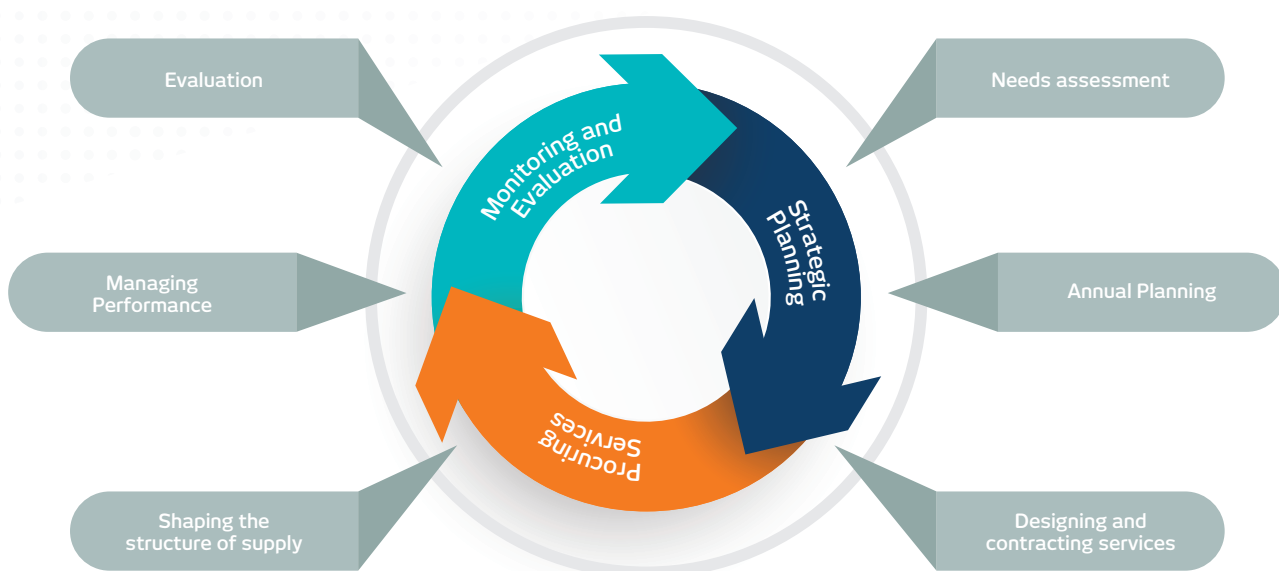 Evaluation
Needs assessment
Monitoring and
Evaluation
Strategic
Planning
Managing
Performance
Annual Planning
Procuring
Services
Shaping the
structure of supply
Designing and
contracting services